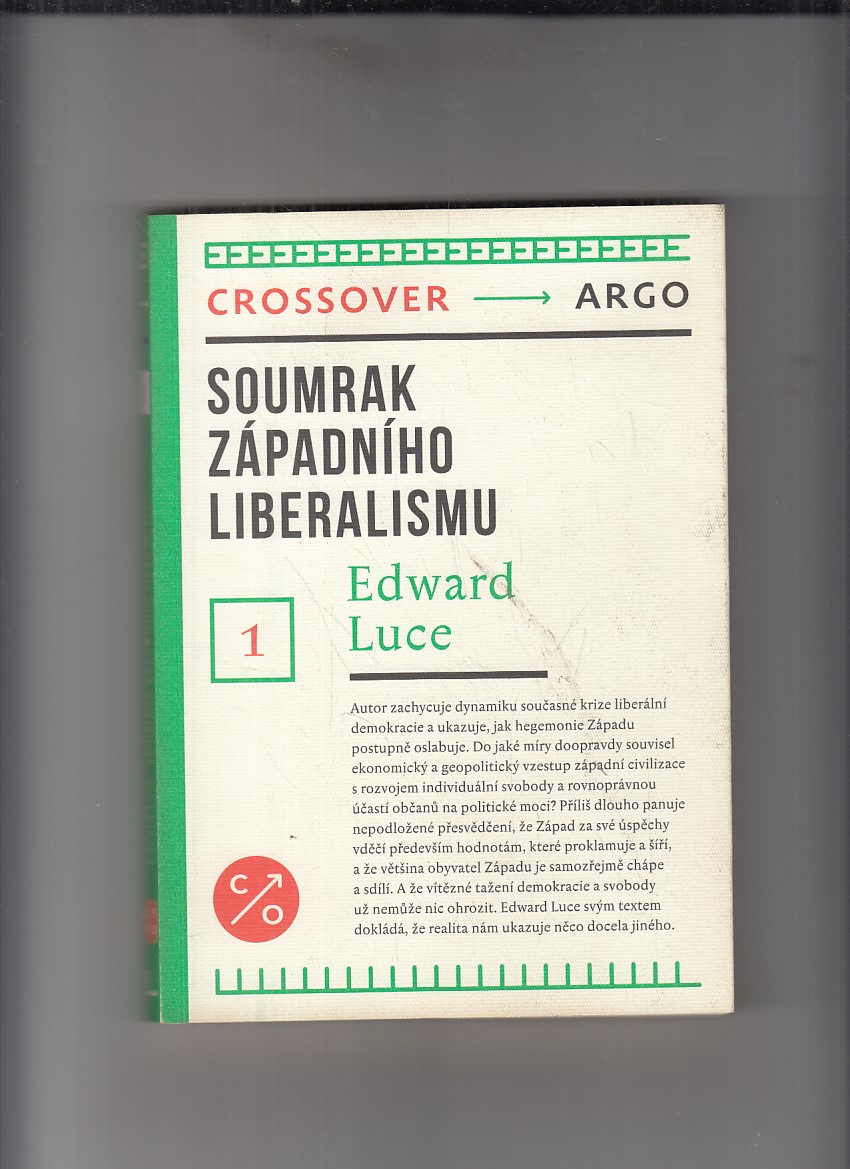 CROSSOVER → ARGO
SOUMRAK
ZÁPADNÍHO
LIBERALISMU
Edward
Luce
1
Autor zachycuje dynamiku současné krize liberální
demokracie a ukazuje, jak hegemonie Západu
postupně oslabuje. Do jaké míry doopravdy souvisel
ekonomický a geopolitický vzestup západní civilizace
s rozvojem individuální svobody a rovnoprávnou
účastí občanů na politické moci? Příliš dlouho panuje
nepodložené přesvědčení, že Západ za své úspěchy
vděčí především hodnotám, které proklamuje a šíří,
a že většina obyvatel Západu je samozřejmě chápe
a sdílí. A že vítězné tažení demokracie a svobody
už nemůže nic ohrozit. Edward Luce svým textem
dokládá, že realita nám ukazuje něco docela jiného.
C
O